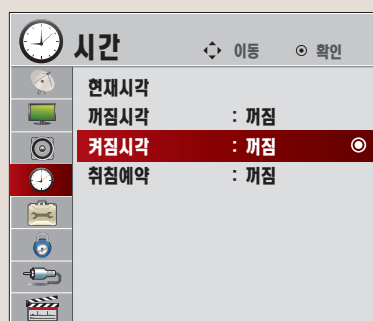 시간 이동 확인
현재시각
꺼짐시각 : 꺼짐
켜짐시각 : 꺼짐
취침예약 : 꺼짐